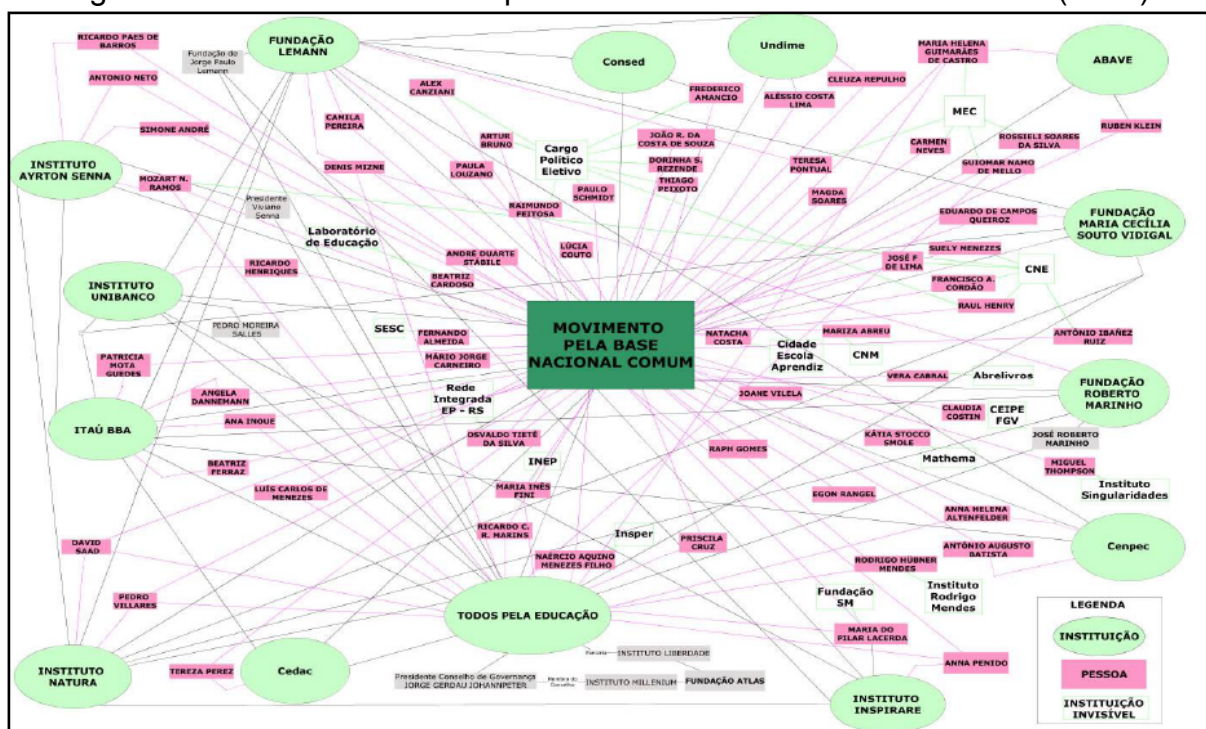 RICARDO PAES DE
BARROS
Fundação de
Jorge Paulo
Lemann
FUNDAÇÃO
LEMANN
Consed
Undime
MARIA HELENA
GUIMARÃES
DE CASTRO
ABAVE
ANTONIO NETO
ALEX
CANZIANI
FREDERICO
AMANCIO
CLEUZA REPULHO
ALÉSSIO COSTA
LIMA
MEC
SIMONE ANDRÉ
CAMILA
PEREIRA
ARTUR
BRUNO
Cargo
Político
Eletivo
JOÃO R. DA
COSTA DE SOUZA
CARMEN
NEVES
ROSSIELI SOARES
DA SILVA
RUBEN KLEIN
INSTITUTO
AYRTON SENNA
DENIS MIZNE
PAULA
LOUZANO
DORINHA S.
REZENDE
THIAGO
PEIXOTO
TERESA
PONTUAL
GUIOMAR NAMO
DE MELLO
MOZART N.
RAMOS
Presidente
Viviane
Senna
RAIMUNDO
FEITOSA
PAULO
SCHMIDT
MAGDA
SOARES
EDUARDO DE CAMPOS
QUEIROZ
FUNDAÇÃO
MARIA CECÍLIA
SOUTO VIDIGAL
Laboratório
de Educação
ANDRÉ DUARTE
STÁBILE
LÚCIA
COUTO
SUELY MENEZES
JOSÉ F
DE LIMA
CNE
RICARDO
HENRIQUES
BEATRIZ
CARDOSO
FRANCISCO A.
CORDÃO
INSTITUTO
UNIBANCO
RAUL HENRY
PEDRO MOREIRA
SALLES
SESC
FERNANDO
ALMEIDA
MOVIMENTO
PELA BASE
NACIONAL COMUM
NATACHA
COSTA
MARIZA ABREU
ANTÔNIO IBAÑEZ
RUIZ
MÁRIO JORGE
CARNEIRO
Cidade
Escola
Aprendiz
CNM
PATRICIA
MOTA
GUEDES
VERA CABRAL
Abrelivros
ANGELA
DANNEMANN
Rede
Integrada
EP - RS
JOANE VILELA
FUNDAÇÃO
ROBERTO
MARINHO
ITAÚ BBA
ANA INOUE
CLAUDIA
COSTIN
CEIPE
FGV
OSVALDO TIETÊ
DA SILVA
KÁTIA STOCCO
SMOLE
JOSÉ ROBERTO
MARINHO
RAPH GOMES
Mathema
BEATRIZ
FERRAZ
INEP
MIGUEL
THOMPSON
LUÍS CARLOS DE
MENEZES
MARIA INÊS
FINI
EGON RANGEL
Instituto
Singularidades
ANNA HELENA
ALTENFELDER
RICARDO C.
R. MARINS
Insper
PRISCILA
CRUZ
DAVID
SAAD
NAÉRCIO AQUINO
MENEZES FILHO
ANTÔNIO AUGUSTO
BATISTA
Cenpec
RODRIGO HÜBNER
MENDES
PEDRO
VILLARES
TODOS PELA EDUCAÇÃO
Fundação
SM
Instituto
Rodrigo
Mendes
LEGENDA
INSTITUIÇÃO
MARIA DO
PILAR LACERDA
INSTITUTO LIBERDADE
INSTITUTO
NATURA
TEREZA PEREZ
Cedac
ANNA PENIDO
PESSOA
Presidente Conselho de Governança
JORGE GERDAU JOHANNPETER
Membro do
Conselho
INSTITUTO MILLENIUM
FUNDAÇÃO ATLAS
INSTITUTO
INSPIRARE
INSTITUIÇÃO
INVISÍVEL